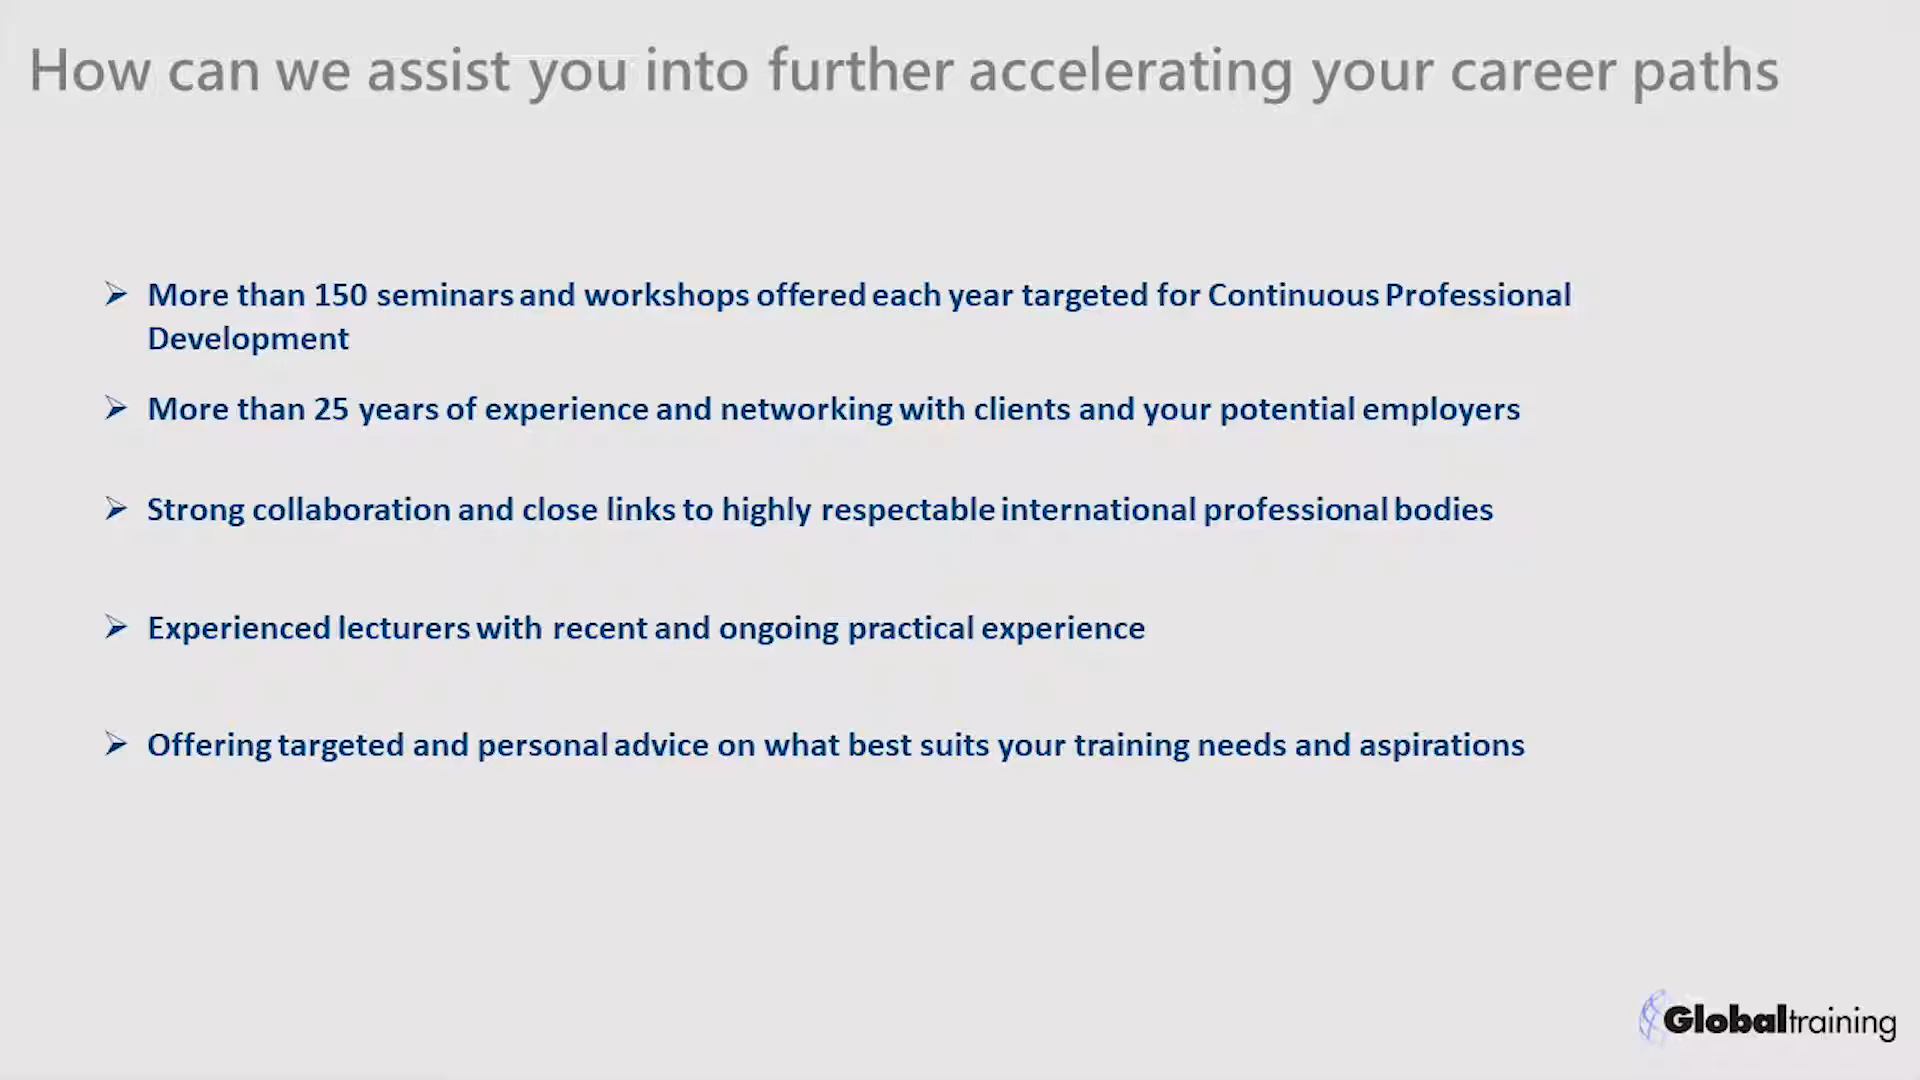 How can we assist you into further accelerating your career paths
More than 150 seminars and workshops offered each year targeted for Continuous Professional
Development
More than 25 years of experience and networking with clients and your potential employers
Strong collaboration and close links to highly respectable international professional bodies
Experienced lecturers with recent and ongoing practical experience
Offering targeted and personal advice on what best suits your training needs and aspirations
Globaltraining